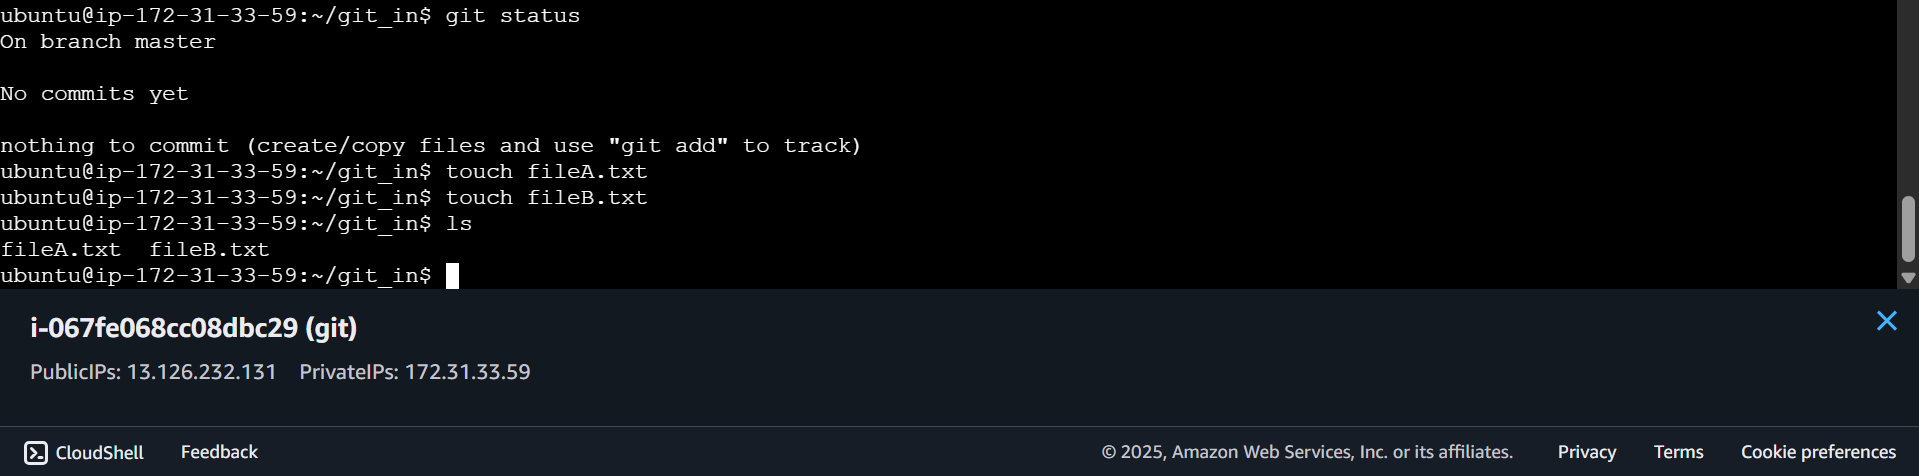 ubuntu@ip-172-31-33-59:~/git_in$ git status
On branch master
No commits yet
nothing to commit (create/copy files and use "git add" to track)
ubuntu@ip-172-31-33-59:~/git_in$ touch fileA.txt
ubuntu@ip-172-31-33-59:~/git_in$ touch fileB.txt
ubuntu@ip-172-31-33-59:~/git_in$ ls
fileA.txt  fileB.txt
ubuntu@ip-172-31-33-59:~/git_in$
i-067fe068cc08dbc29 (git)
PublicIPs: 13.126.232.131 PrivateIPs: 172.31.33.59
CloudShell Feedback © 2025, Amazon Web Services, Inc. or its affiliates. Privacy Terms Cookie preferences